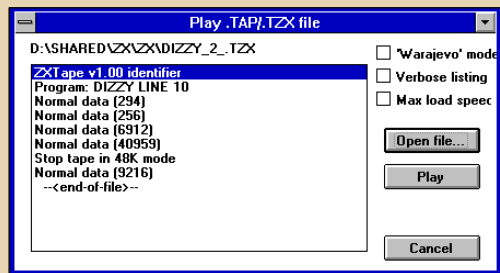 Play .TAP/.TZX file
D:\SHARED\ZX\ZX\DIZZY_2_.TZX
ZXTape v1.00 identifier
Program: DIZZY LINE 10
Normal data (294)
Normal data (256)
Normal data (6912)
Normal data (40959)
Stop tape in 48K mode
Normal data (9216)
--<end-of-file>--
'Warajevo' mode
Verbose listing
Max load speed
Open file...
Play
Cancel